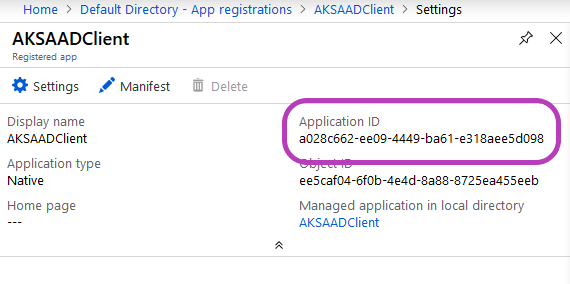 Home > Default Directory - App registrations > AKSAADClient > Settings
AKSAADClient
Registered app
Settings Manifest Delete
Display name
AKSAADClient
Application type
Native
Home page
---
Application ID
a028c662-ee09-4449-ba61-e318aee5d098
Object ID
ee5caf04-6f0b-4e4d-8a88-8725ea455eeb
Managed application in local directory
AKSAADClient